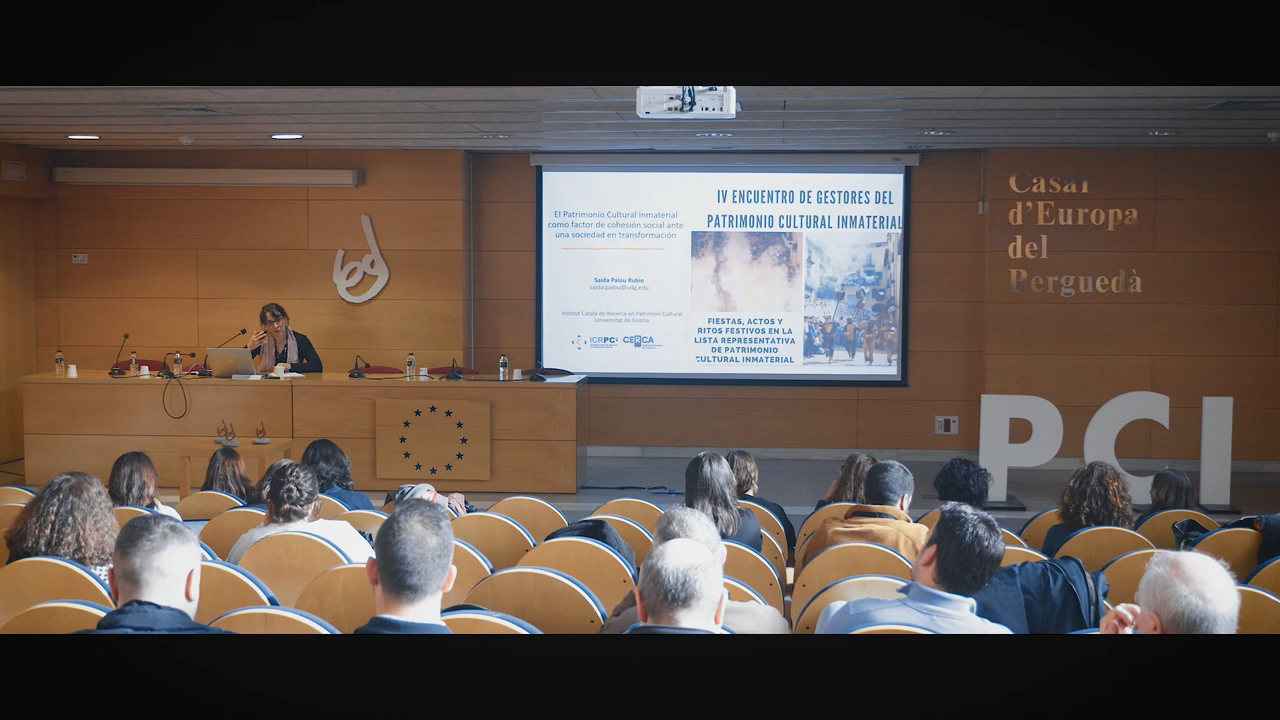 El Patrimonio Cultural Inmaterial
como factor de cohesión social ante
una sociedad en transformación
Saida Palou Rubio
saida.palou@udg.edu
Institut Català de Recerca en Patrimoni Cultural
Universitat de Girona
ICRPC
CERCA
IV ENCUENTRO DE GESTORES DEL
PATRIMONIO CULTURAL INMATERIAL
FIESTAS, ACTOS Y
RITOS FESTIVOS EN LA
LISTA REPRESENTATIVA
DE PATRIMONIO
CULTURAL INMATERIAL
Casal
d'Europa
del
Berguedà
PCI